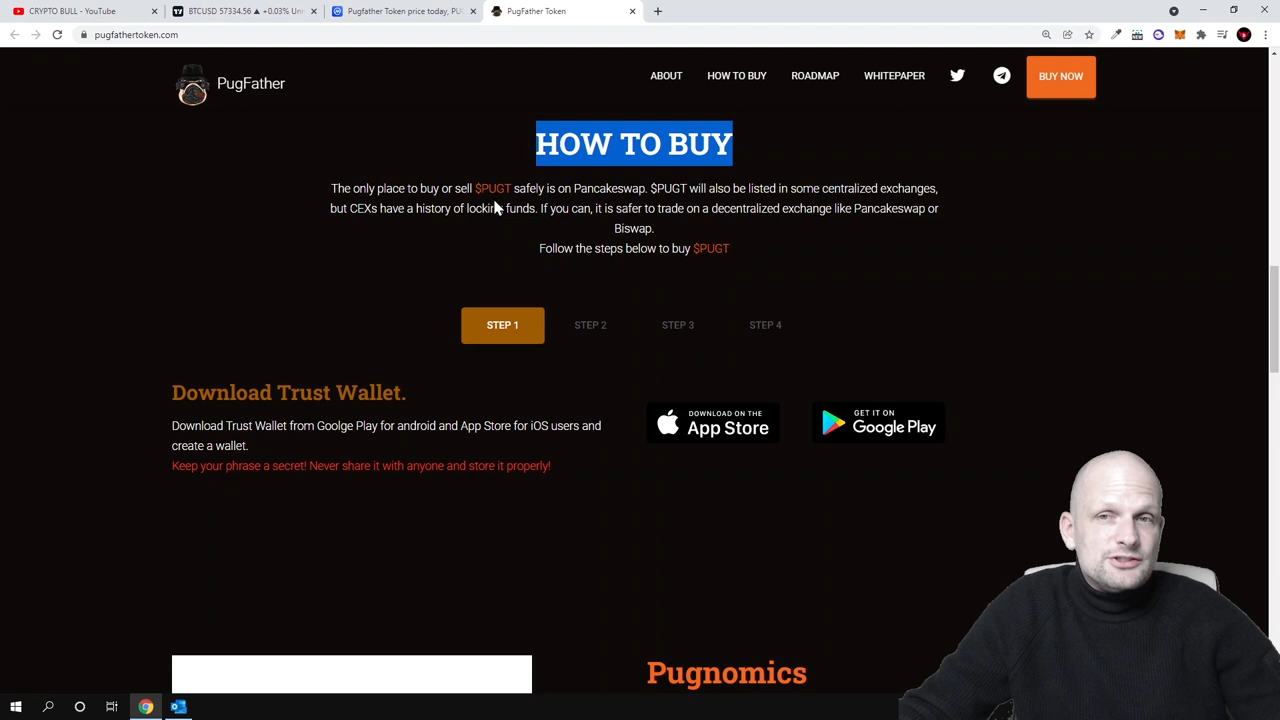 CRYPTO BULL - YouTube
BTCUSD 57334.56 ▲ +0.03% Un
Pugfather Token price today, PU
PugFather Token
pugfathertoken.com
PugFather
ABOUT
HOW TO BUY
ROADMAP
WHITEPAPER
BUY NOW
HOW TO BUY
The only place to buy or sell $PUGT safely is on Pancakeswap. $PUGT will also be listed in some centralized exchanges,
but CEXs have a history of locking funds. If you can, it is safer to trade on a decentralized exchange like Pancakeswap or
Biswap.
Follow the steps below to buy $PUGT
STEP 1
STEP 2
STEP 3
STEP 4
Download Trust Wallet.
Download Trust Wallet from Goolge Play for android and App Store for iOS users and
create a wallet.
Keep your phrase a secret! Never share it with anyone and store it properly!
DOWNLOAD ON THE
App Store
GET IT ON
Google Play
Pugnomics